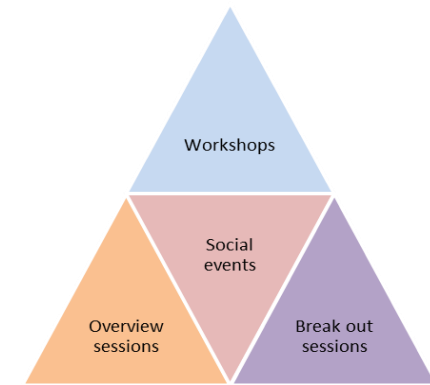 Workshops
Social
events
Overview
sessions
Break out
sessions